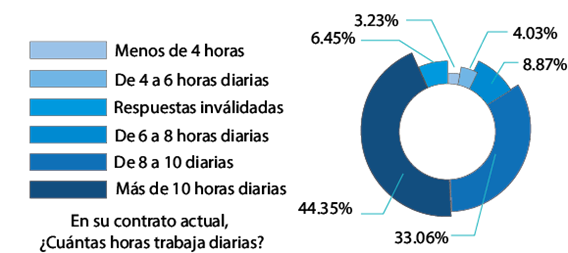 3.23%
6.45%
4.03%
8.87%
Menos de 4 horas
De 4 a 6 horas diarias
Respuestas inválidadas
De 6 a 8 horas diarias
De 8 a 10 diarias
Más de 10 horas diarias
44.35%
33.06%
En su contrato actual,
¿Cuántas horas trabaja diarias?